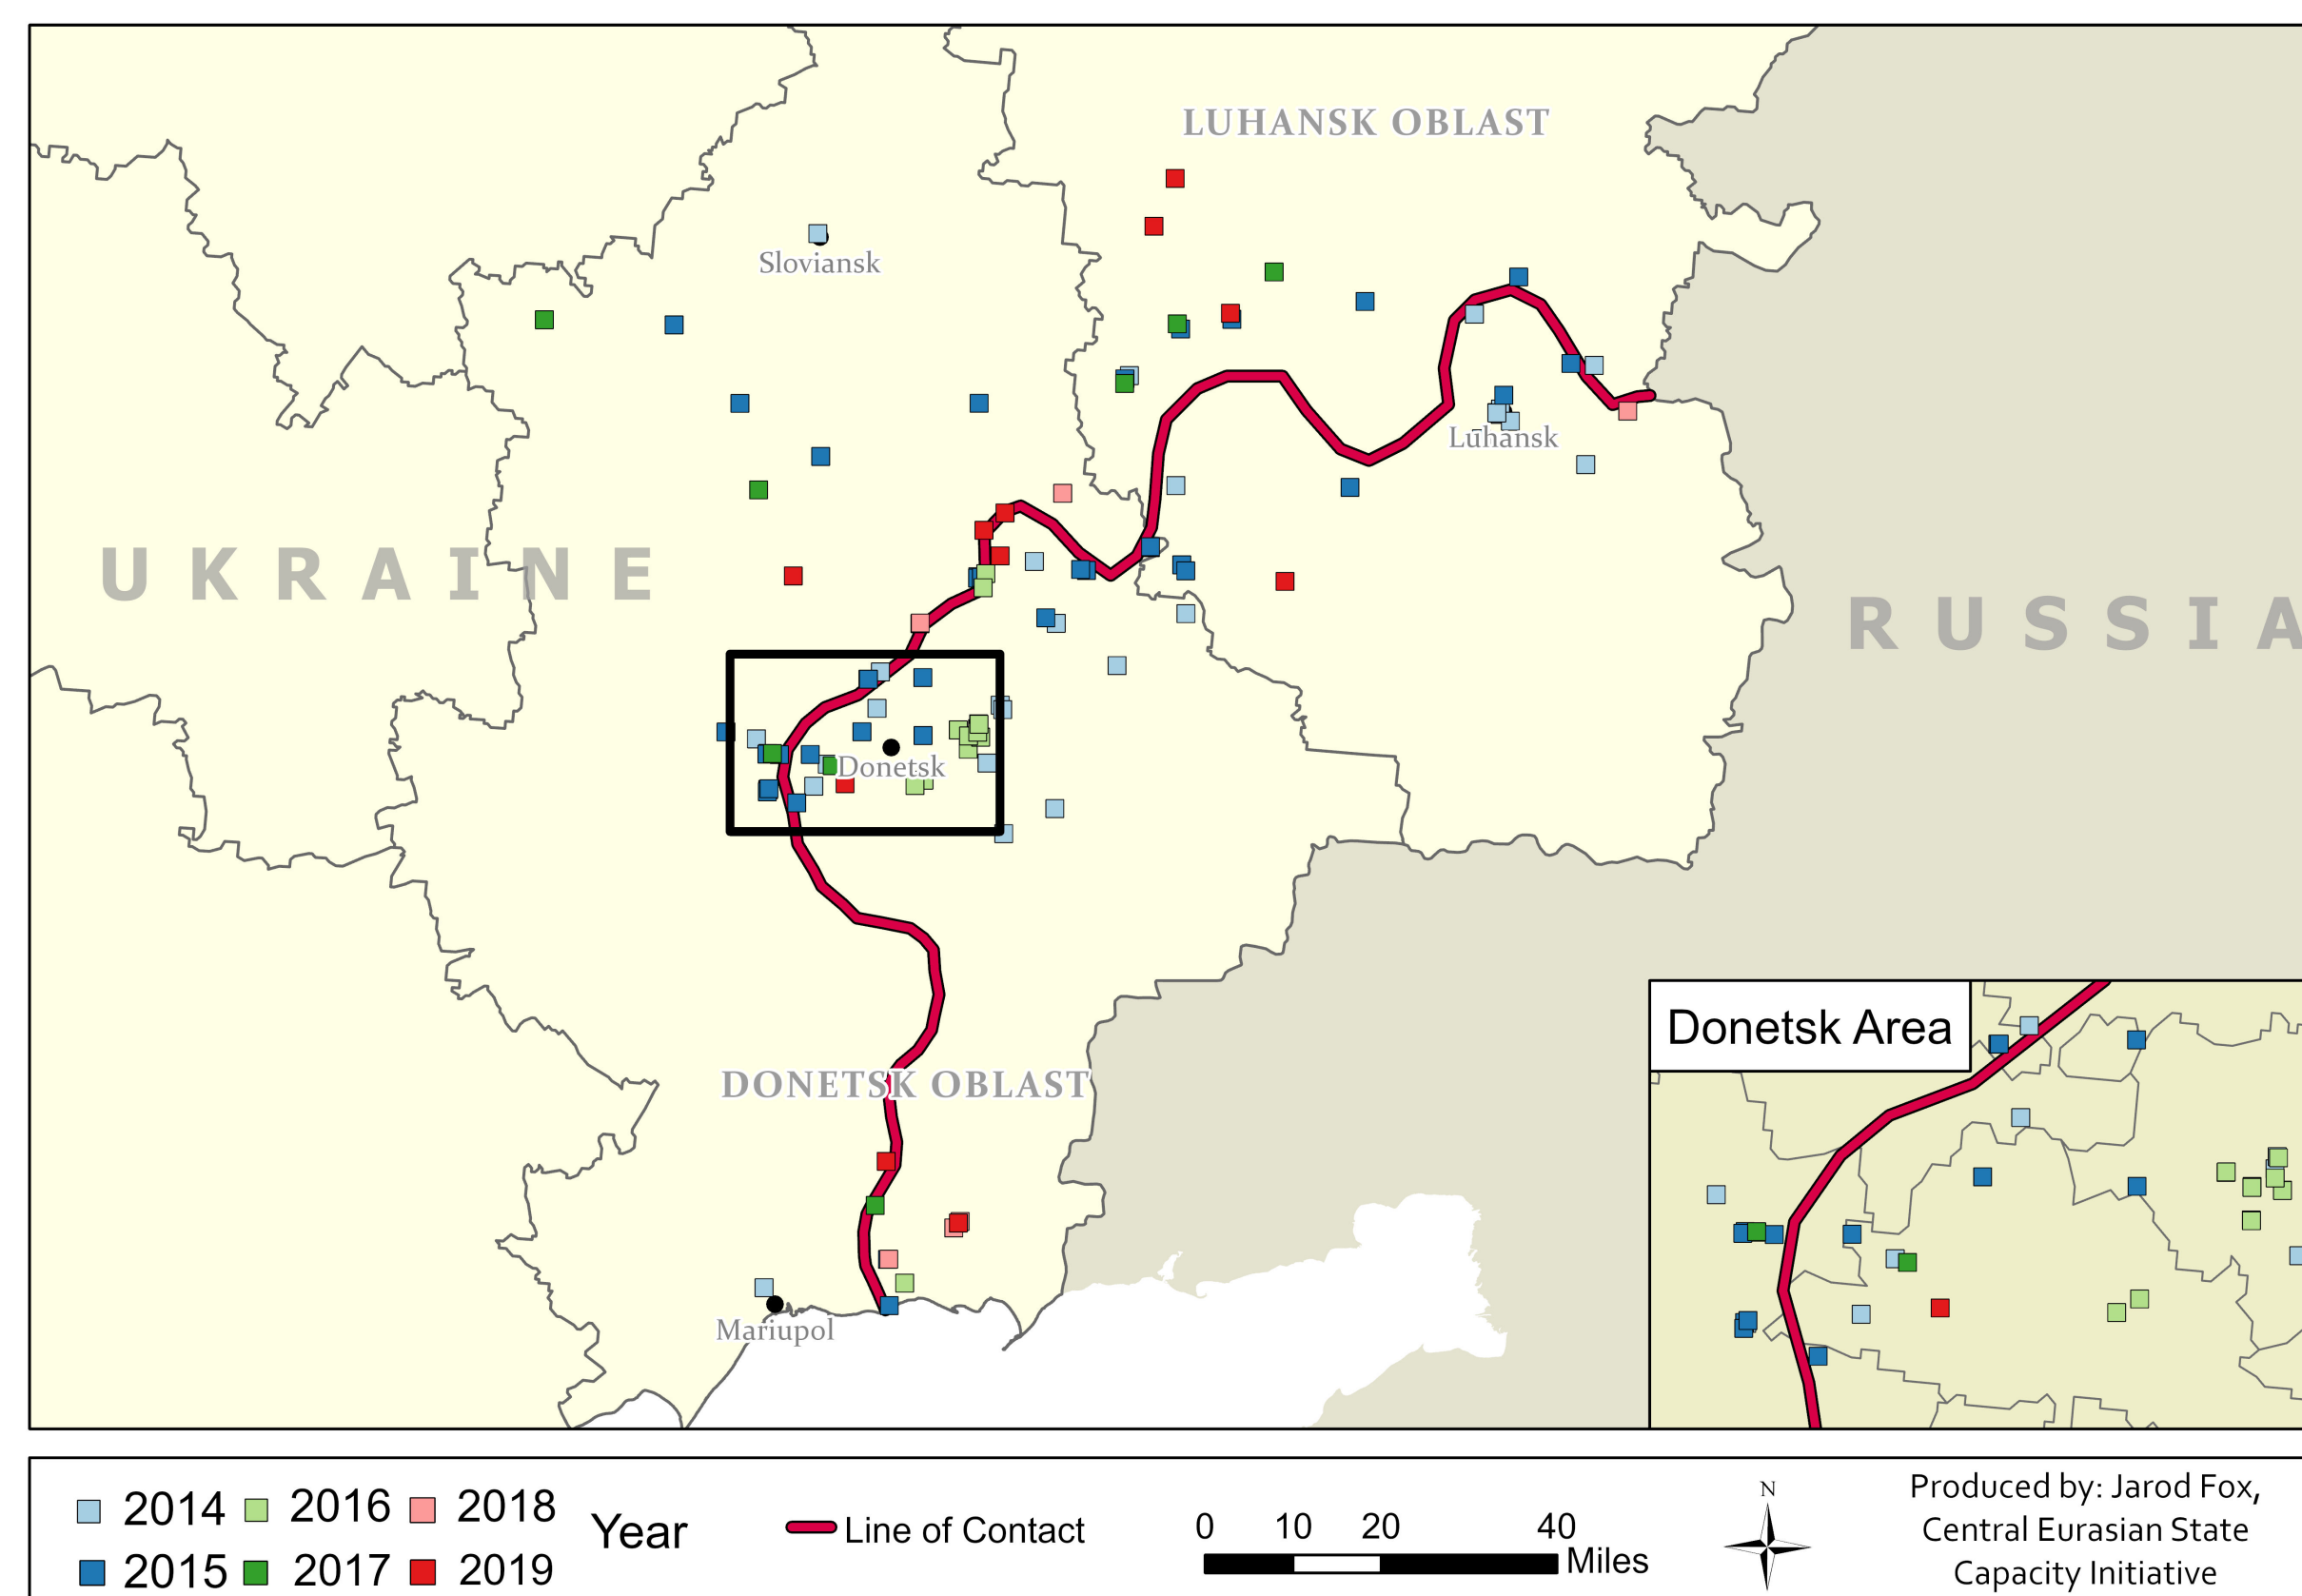 LUHANSK OBLAST
Sloviansk
Luhansk
UKRAINE
RUSSIA
Donetsk
Donetsk Area
DONETSK OBLAST
Mariupol
2014 2016 2018
2015 2017 2019
Year
Line of Contact
0 10 20 40
Miles
N
Produced by: Jarod Fox,
Central Eurasian State
Capacity Initiative